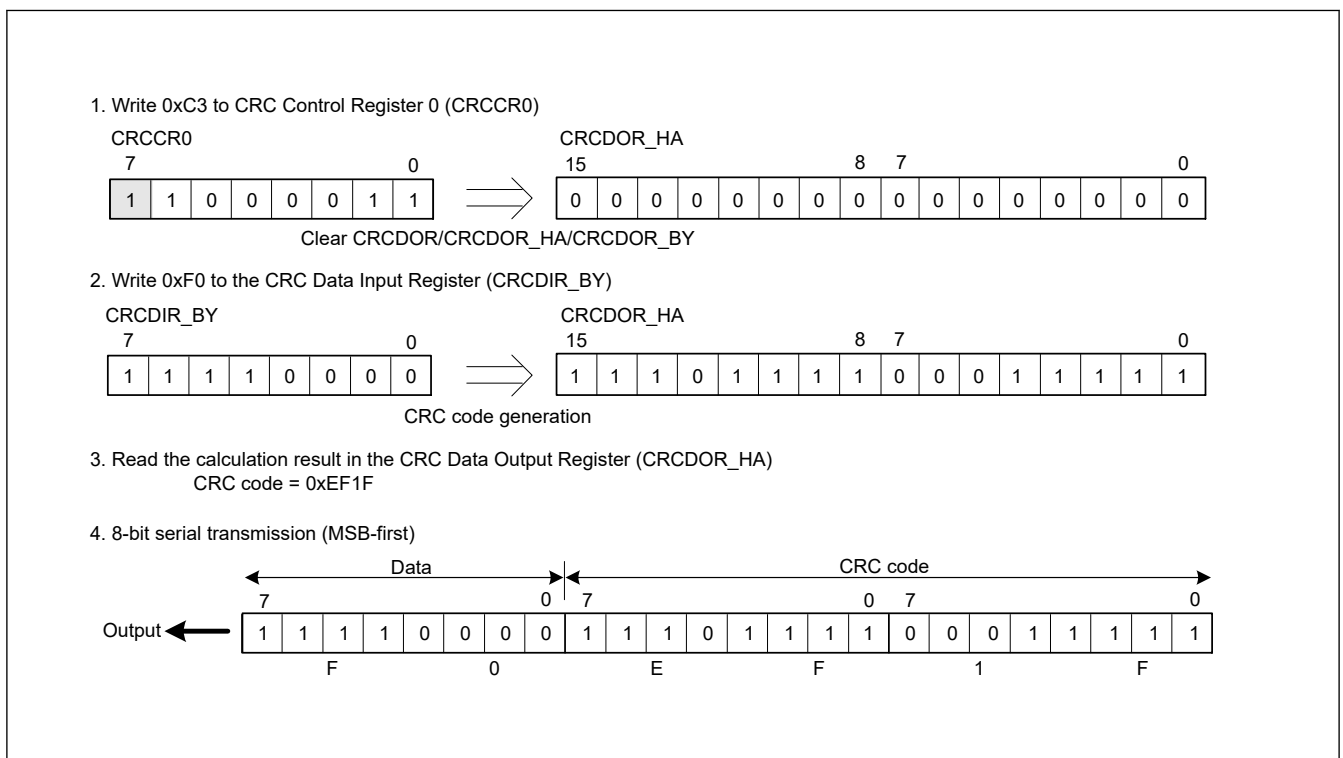 1. Write 0xC3 to CRC Control Register 0 (CRCCR0)
CRCCR0 CRCDOR_HA
7 0 15 8 7 0
1 1 0 0 0 0 1 1 0 0 0 0 0 0 0 0 0 0 0 0 0 0 0 0
Clear CRCDOR/CRCDOR_HA/CRCDOR_BY
2. Write 0xF0 to the CRC Data Input Register (CRCDIR_BY)
CRCDIR_BY CRCDOR_HA
7 0 15 8 7 0
1 1 1 1 0 0 0 0 1 1 1 0 1 1 1 1 0 0 0 1 1 1 1 1
CRC code generation
3. Read the calculation result in the CRC Data Output Register (CRCDOR_HA)
CRC code = 0xEF1F
4. 8-bit serial transmission (MSB-first)
Data CRC code
7 0 7 0 7 0
Output 1 1 1 1 0 0 0 0 1 1 1 0 1 1 1 1 0 0 0 1 1 1 1 1
F 0 E F 1 F